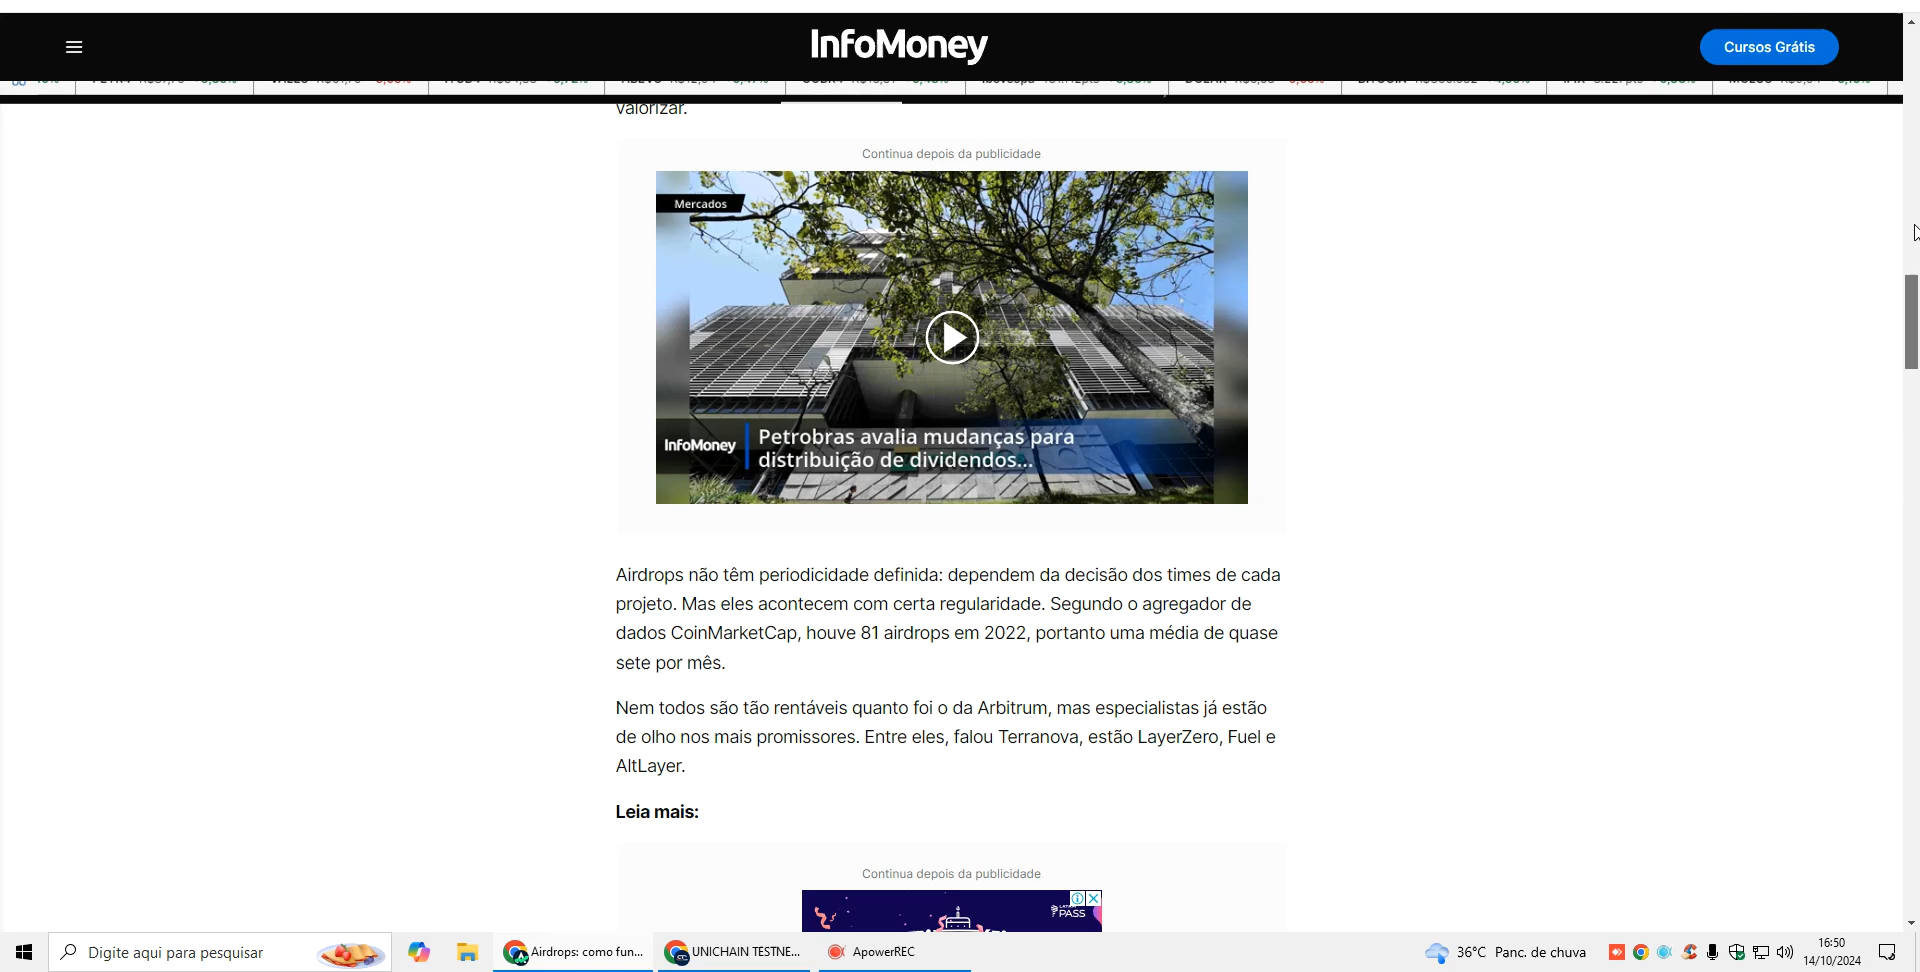 InfoMoney
Cursos Grátis
valorizar.
Continua depois da publicidade
Mercados
InfoMoney
Petrobras avalia mudanças para
distribuição de dividendos...
Airdrops não têm periodicidade definida: dependem da decisão dos times de cada
projeto. Mas eles acontecem com certa regularidade. Segundo o agregador de
dados CoinMarketCap, houve 81 airdrops em 2022, portanto uma média de quase
sete por mês.
Nem todos são tão rentáveis quanto foi o da Arbitrum, mas especialistas já estão
de olho nos mais promissores. Entre eles, falou Terranova, estão LayerZero, Fuel e
AltLayer.
Leia mais:
Continua depois da publicidade
PASS
Digite aqui para pesquisar
Airdrops: como fun...
UNICHAIN TESTNE...
ApowerREC
36°C Panc. de chuva
16:50
14/10/2024